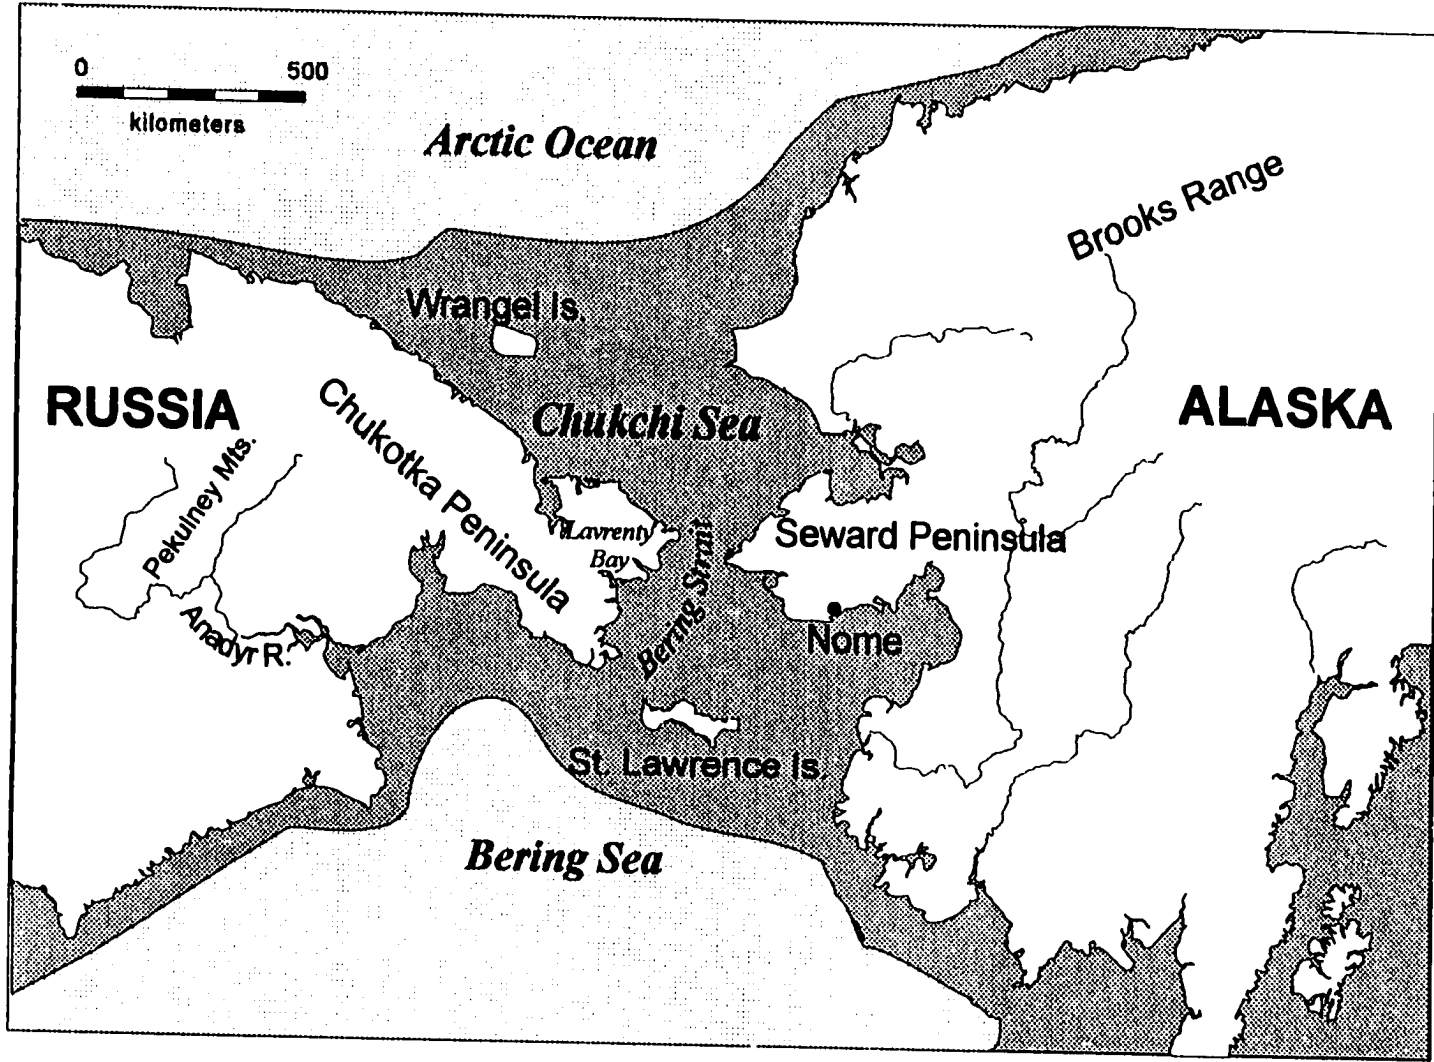 0 500
kilometers
Arctic Ocean
Brooks Range
Wrangel Is.
RUSSIA
ALASKA
Chukchi Sea
Chukotka Peninsula
Pekulney Mts.
Lavrenty
Bay
Bering Strait
Seward Peninsula
Anadyr R.
Nome
St. Lawrence Is.
Bering Sea